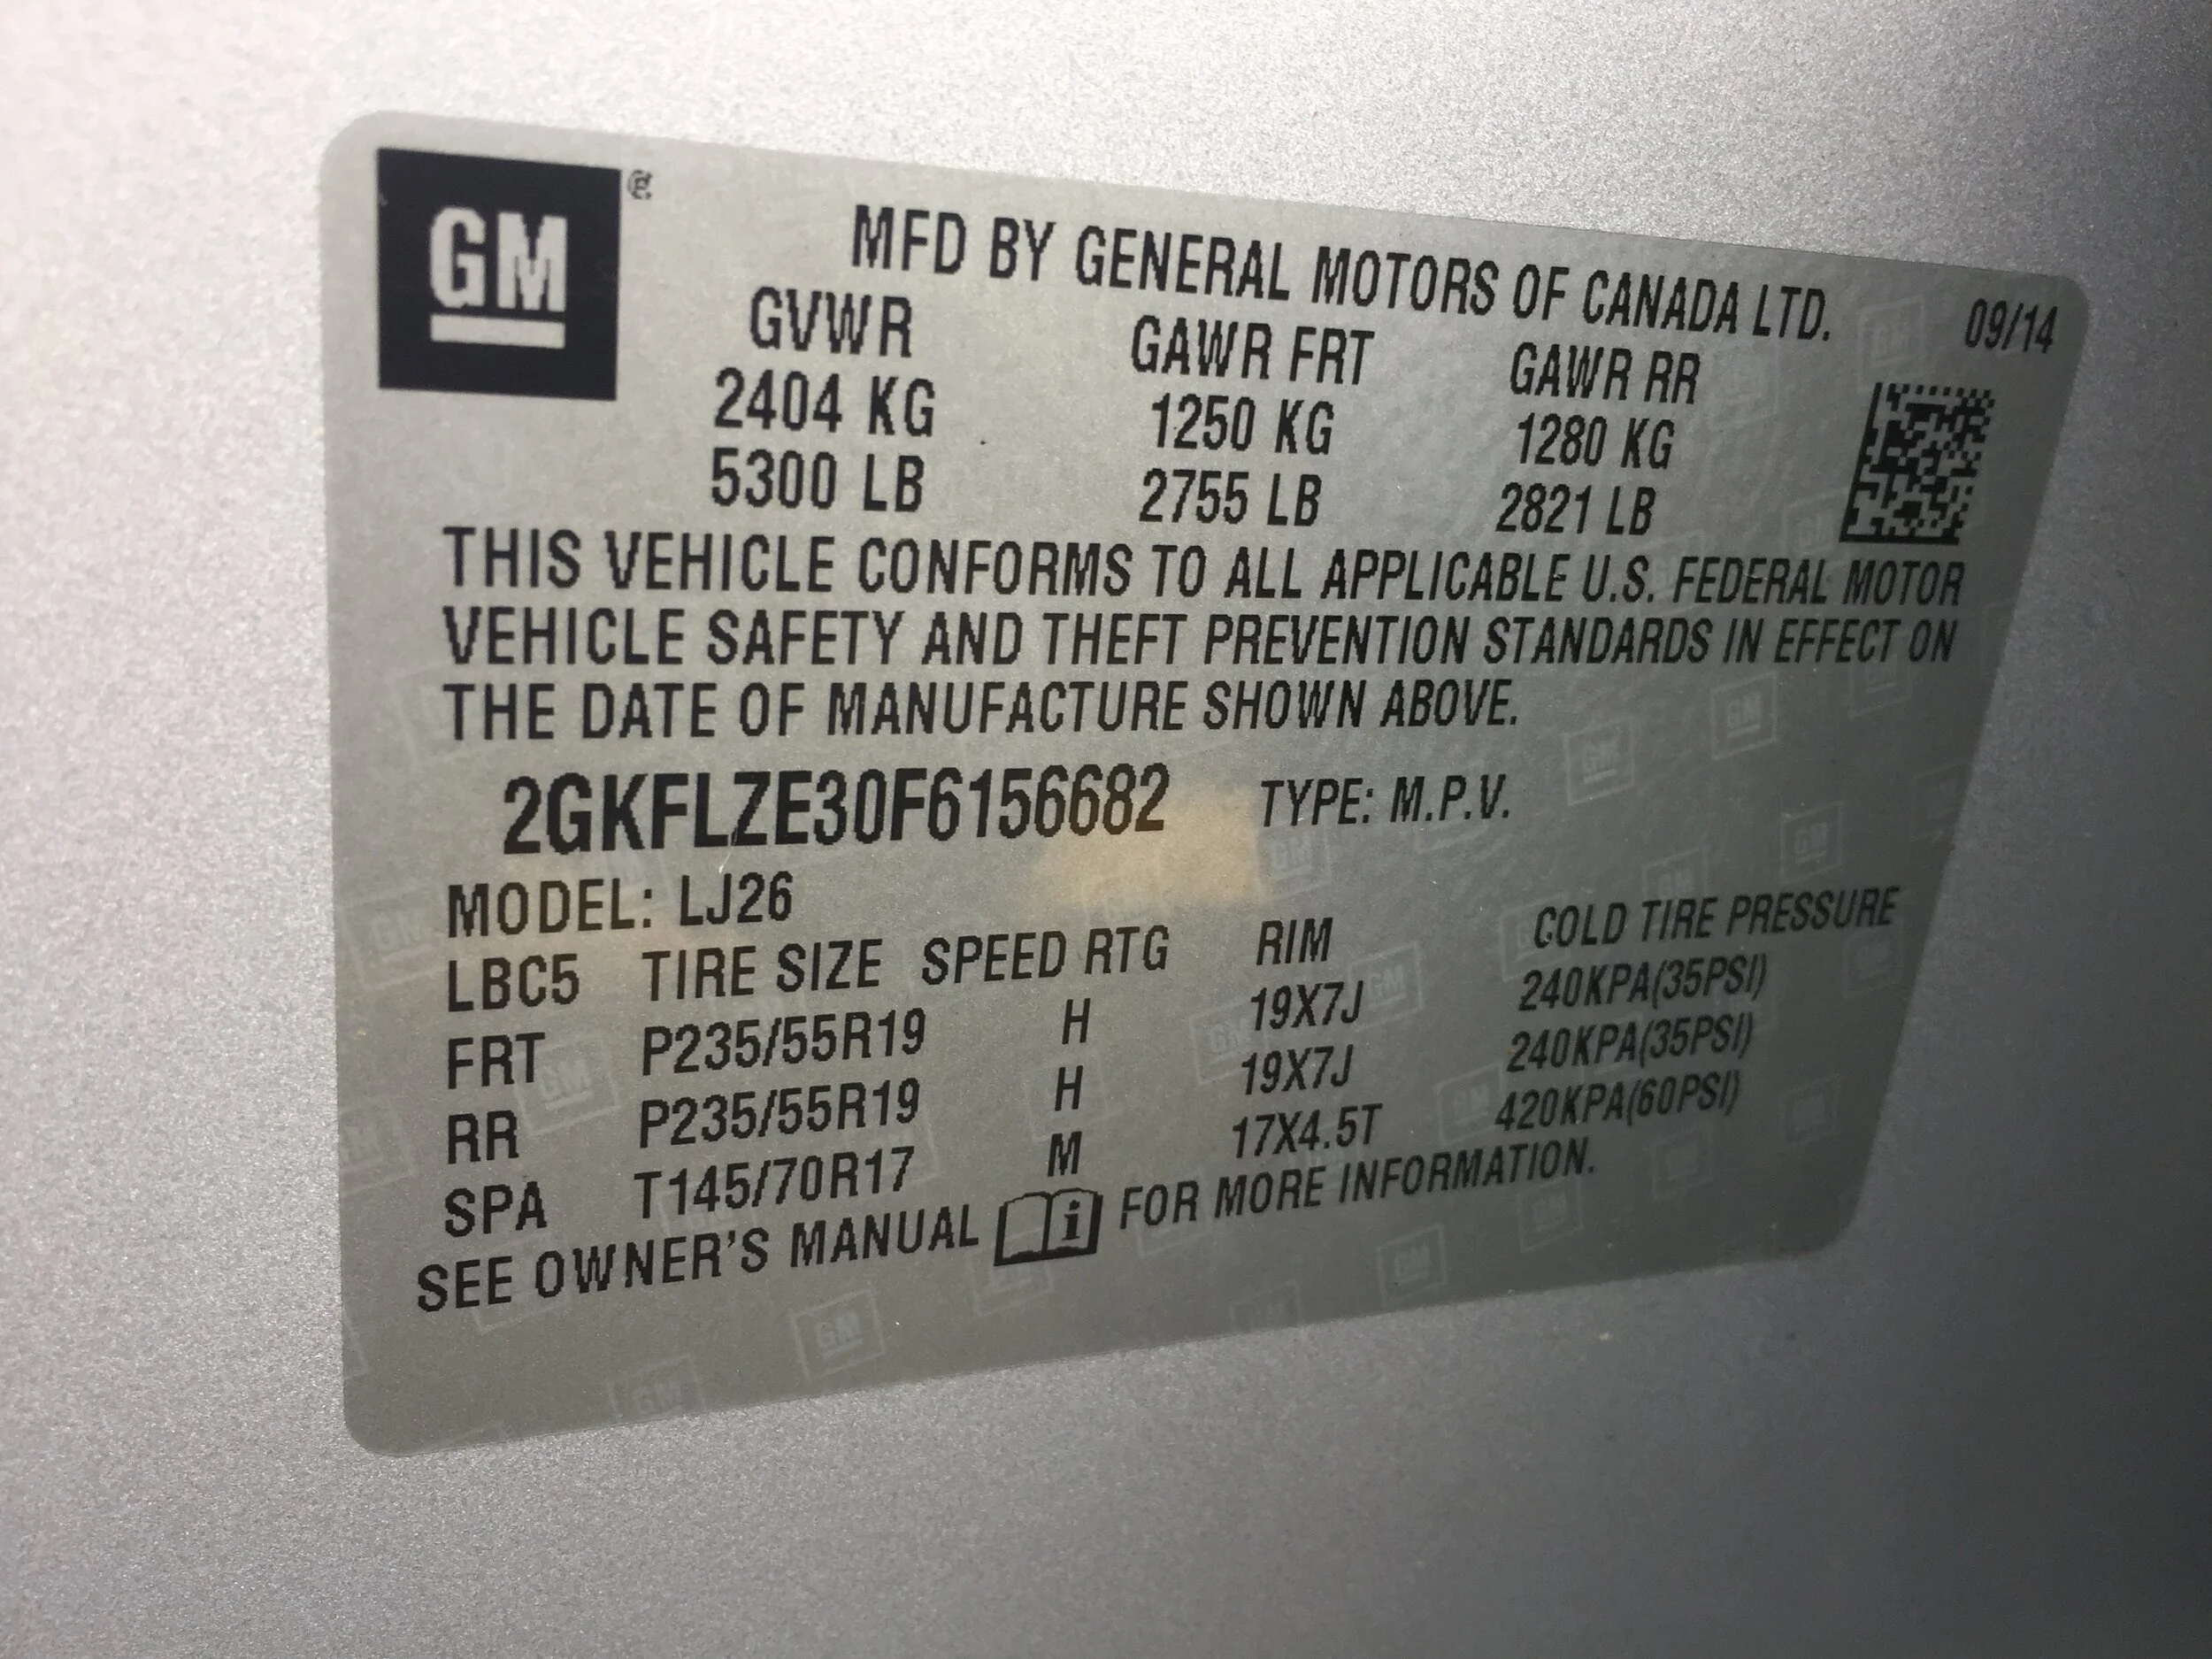 GM
MFD BY GENERAL MOTORS OF CANADA LTD.
09/14
GVWR GAWR FRT GAWR RR
2404 KG 1250 KG 1280 KG
5300 LB 2755 LB 2821 LB
THIS VEHICLE CONFORMS TO ALL APPLICABLE U.S. FEDERAL MOTOR
VEHICLE SAFETY AND THEFT PREVENTION STANDARDS IN EFFECT ON
THE DATE OF MANUFACTURE SHOWN ABOVE.
2GKFLZE30F6156682 TYPE: M.P.V.
MODEL: LJ26
LBC5 TIRE SIZE SPEED RTG RIM COLD TIRE PRESSURE
FRT P235/55R19 H 19X7J 240KPA(35PSI)
RR P235/55R19 H 19X7J 240KPA(35PSI)
SPA T145/70R17 M 17X4.5T 420KPA(60PSI)
SEE OWNER'S MANUAL i FOR MORE INFORMATION.